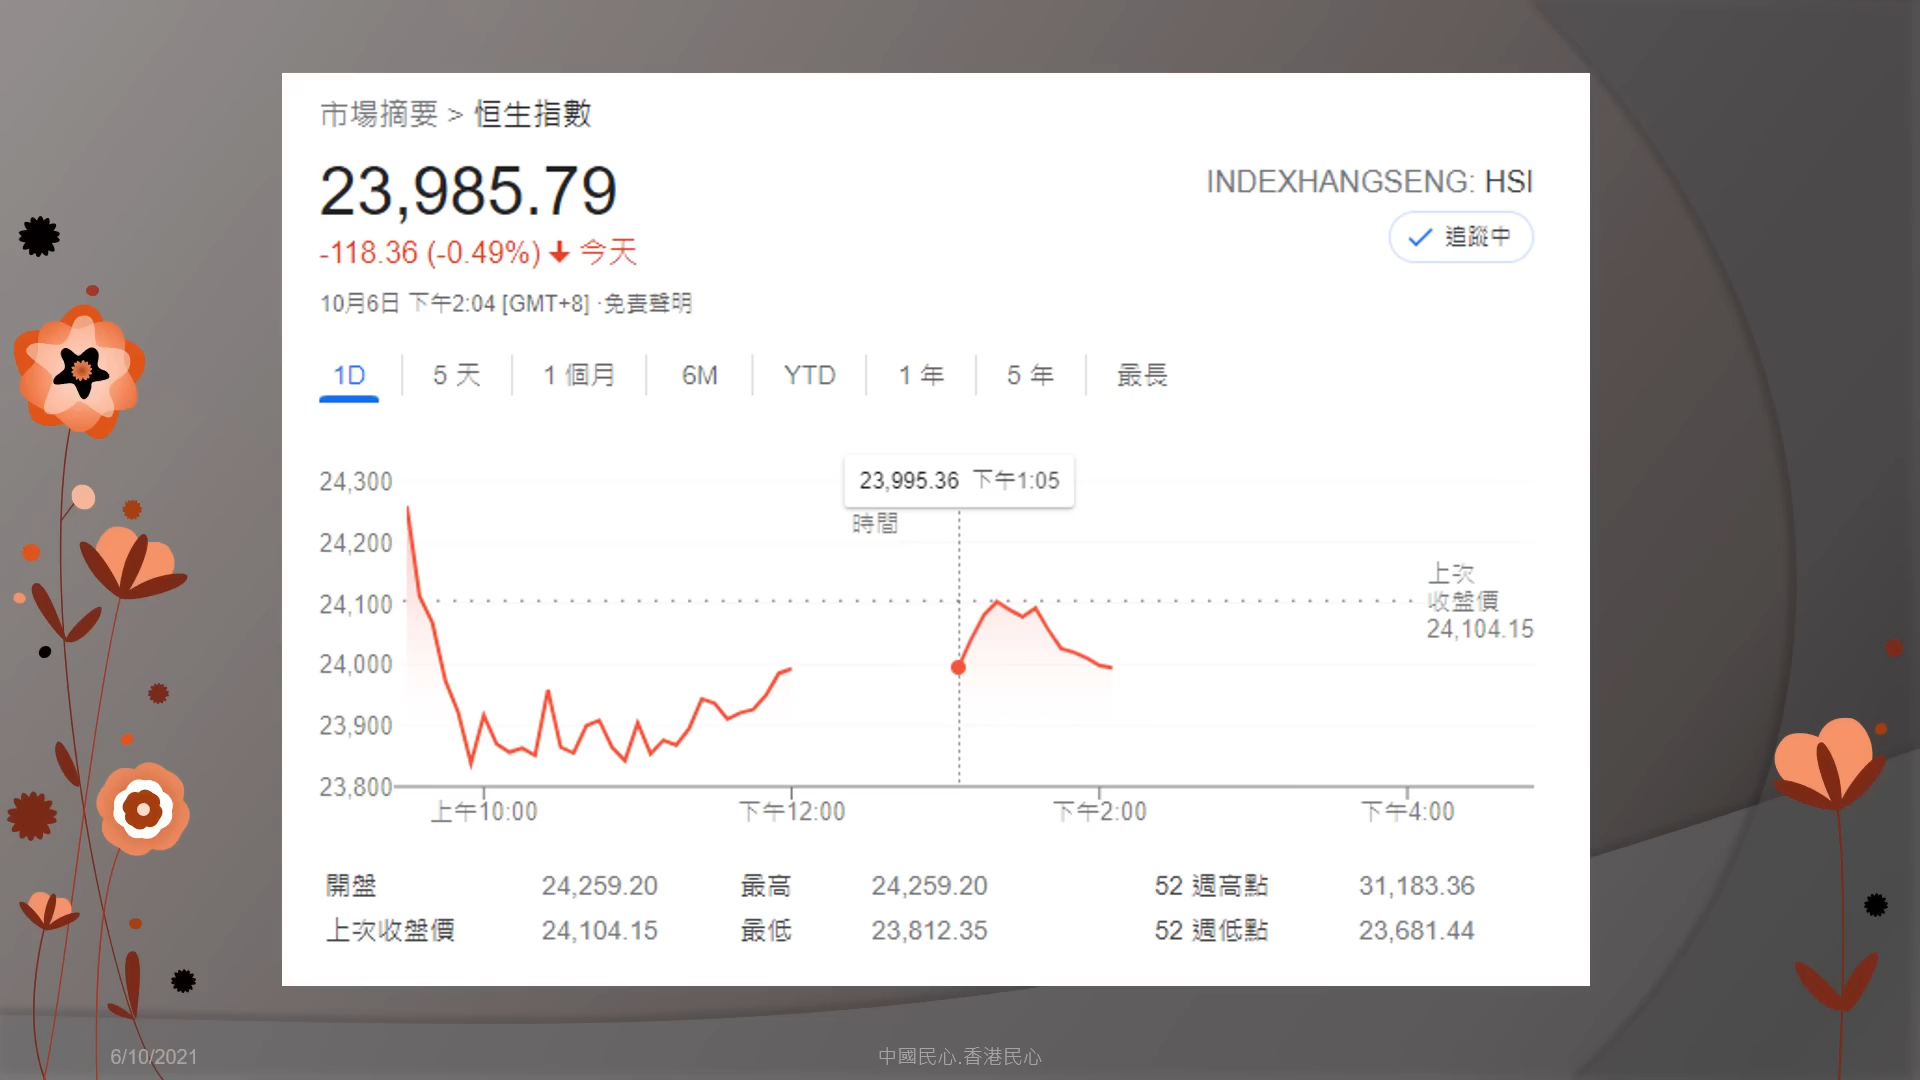 市場摘要 > 恒生指數
23,985.79
INDEXHANGSENG: HSI
-118.36 (-0.49%) 今天
追蹤中
10月6日 下午2:04 [GMT+8] ·免責聲明
1D 5 天 1 個月 6M YTD 1 年 5 年 最長
23,995.36 下午1:05
時間
24,300
24,200
24,100
24,000
23,900
23,800
上次
收盤價
24,104.15
上午10:00 下午12:00 下午2:00 下午4:00
開盤 24,259.20 最高 24,259.20 52 週高點 31,183.36
上次收盤價 24,104.15 最低 23,812.35 52 週低點 23,681.44
6/10/2021 中國民心.香港民心